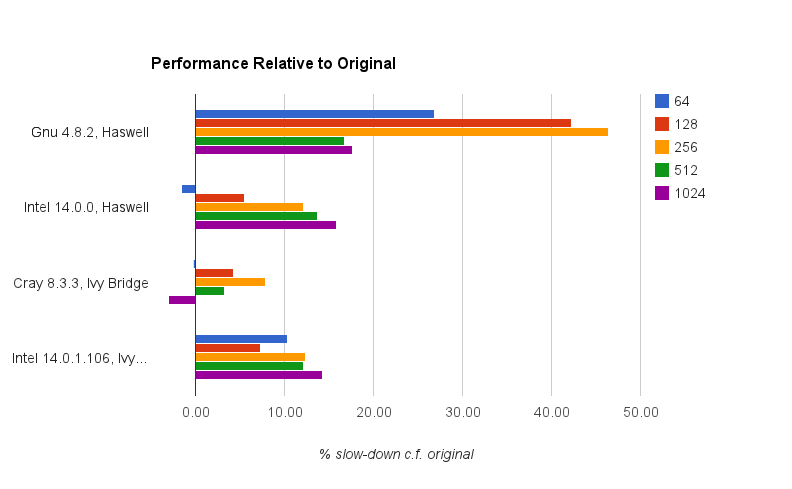 Performance Relative to Original
64
128
256
512
1024
Gnu 4.8.2, Haswell
Intel 14.0.0, Haswell
Cray 8.3.3, Ivy Bridge
Intel 14.0.1.106, Ivy...
0.00 10.00 20.00 30.00 40.00 50.00
% slow-down c.f. original